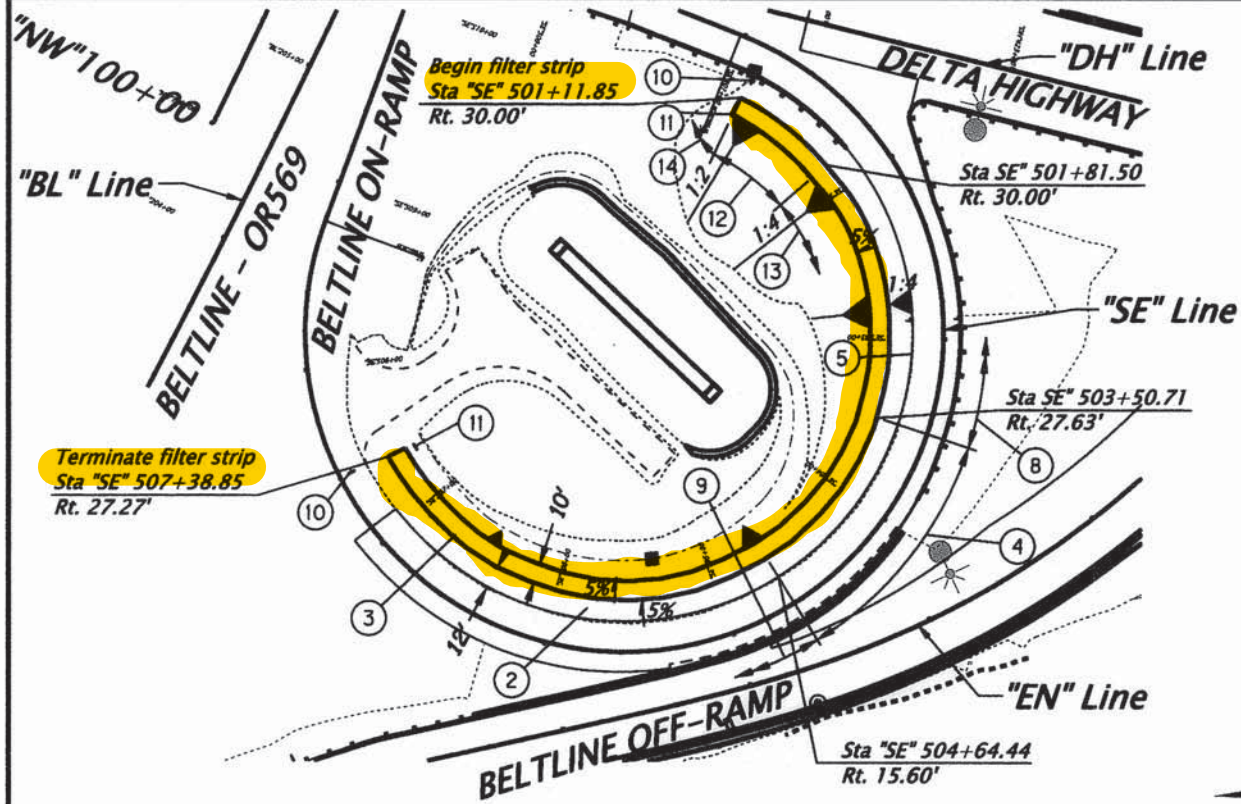 "NW"100+00
"BL" Line
BELTLINE - OR569
BELTLINE ON-RAMP
Begin filter strip
Sta "SE" 501+11.85
Rt. 30.00'
10
11
14
1:2
12
1:4
13
DELTA HIGHWAY
"DH" Line
Sta SE" 501+81.50
Rt. 30.00'
5%
1:4
"SE" Line
5
Sta SE" 503+50.71
Rt. 27.63'
8
Terminate filter strip
Sta "SE" 507+38.85
Rt. 27.27'
11
10
10'
9
4
3
12'
5%
5%
2
"EN" Line
BELTLINE OFF-RAMP
Sta "SE" 504+64.44
Rt. 15.60'